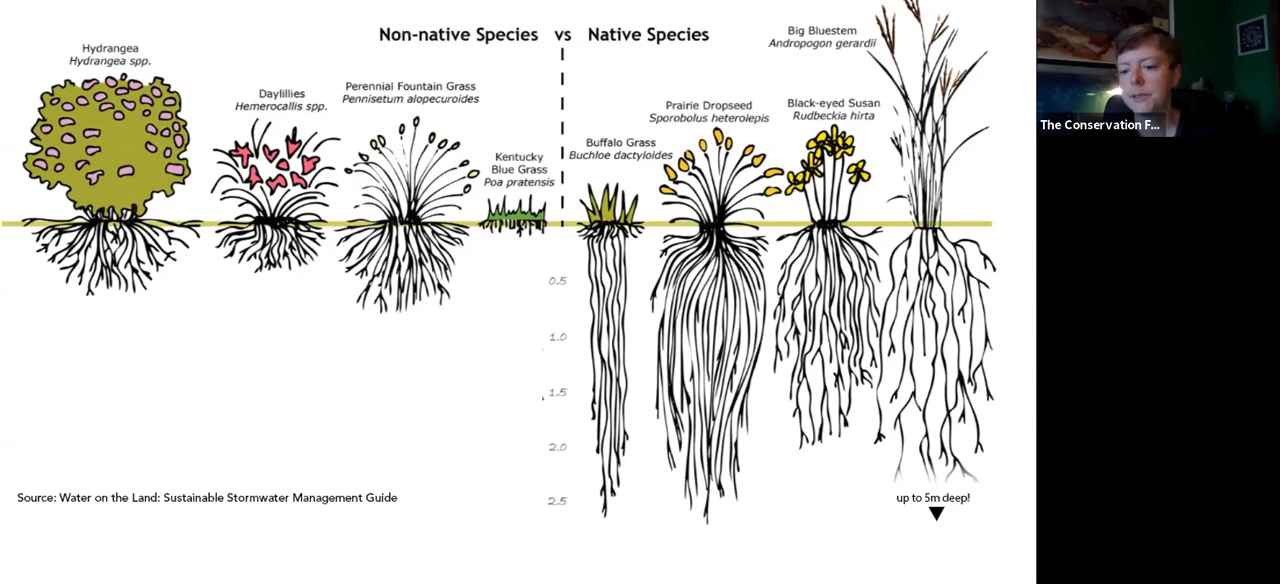 Non-native Species vs Native Species
Hydrangea
Hydrangea spp.
Daylillies
Hemerocallis spp.
Perennial Fountain Grass
Pennisetum alopecuroides
Kentucky
Blue Grass
Poa pratensis
Buffalo Grass
Buchloe dactyloides
Prairie Dropseed
Sporobolus heterolepis
Black-eyed Susan
Rudbeckia hirta
Big Bluestem
Andropogon gerardii
The Conservation F...
0.5
1.0
1.5
2.0
2.5
Source: Water on the Land: Sustainable Stormwater Management Guide
up to 5m deep!